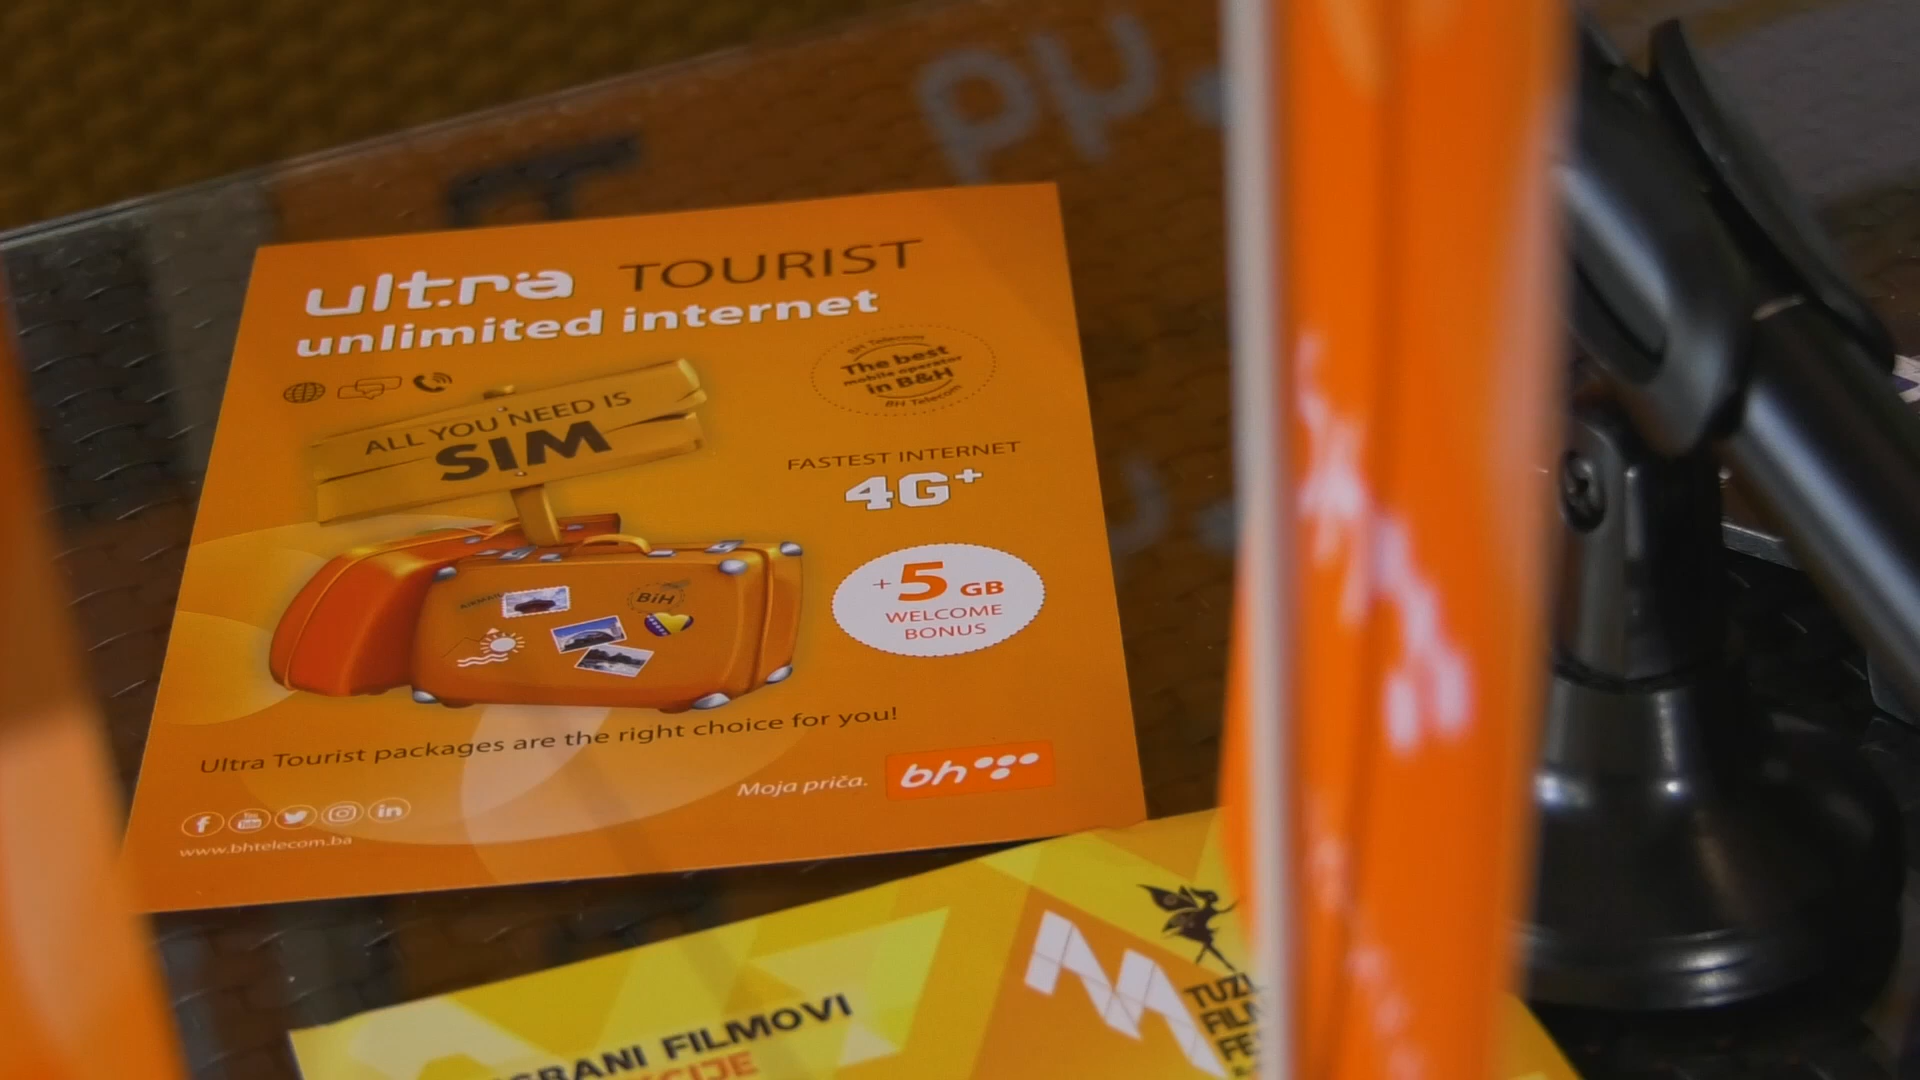 ultra TOURIST
unlimited internet
BH Telecom
The best
mobile operator
in B&H
BH Telecom
ALL YOU NEED IS
SIM
FASTEST INTERNET
4G+
+5 GB
WELCOME
BONUS
BiH
Ultra Tourist packages are the right choice for you!
Moja priča.
bh
www.bhtelecom.ba
FILMOVI